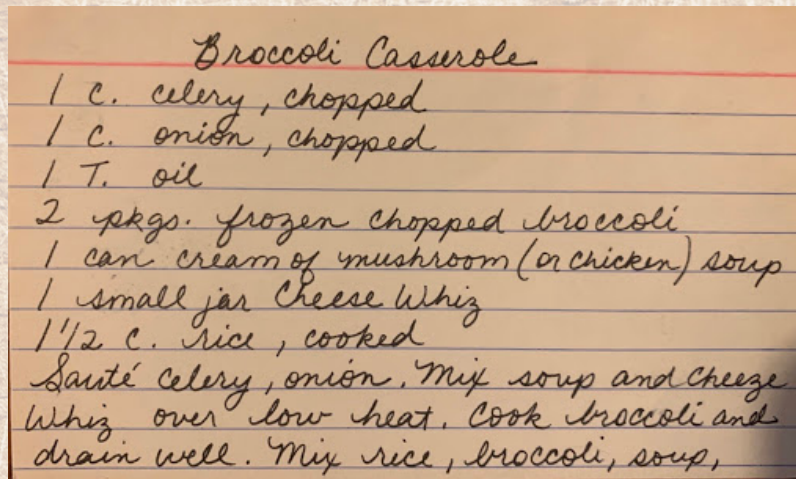 Broccoli Casserole
1 C. celery, chopped
1 C. onion, chopped
1 T. oil
2 pkgs. frozen chopped broccoli
1 can cream of mushroom (or chicken) soup
1 small jar Cheese Whiz
1 1/2 C. rice, cooked
Sauté celery, onion. Mix soup and Cheeze
Whiz over low heat. Cook broccoli and
drain well. Mix rice, broccoli, soup,